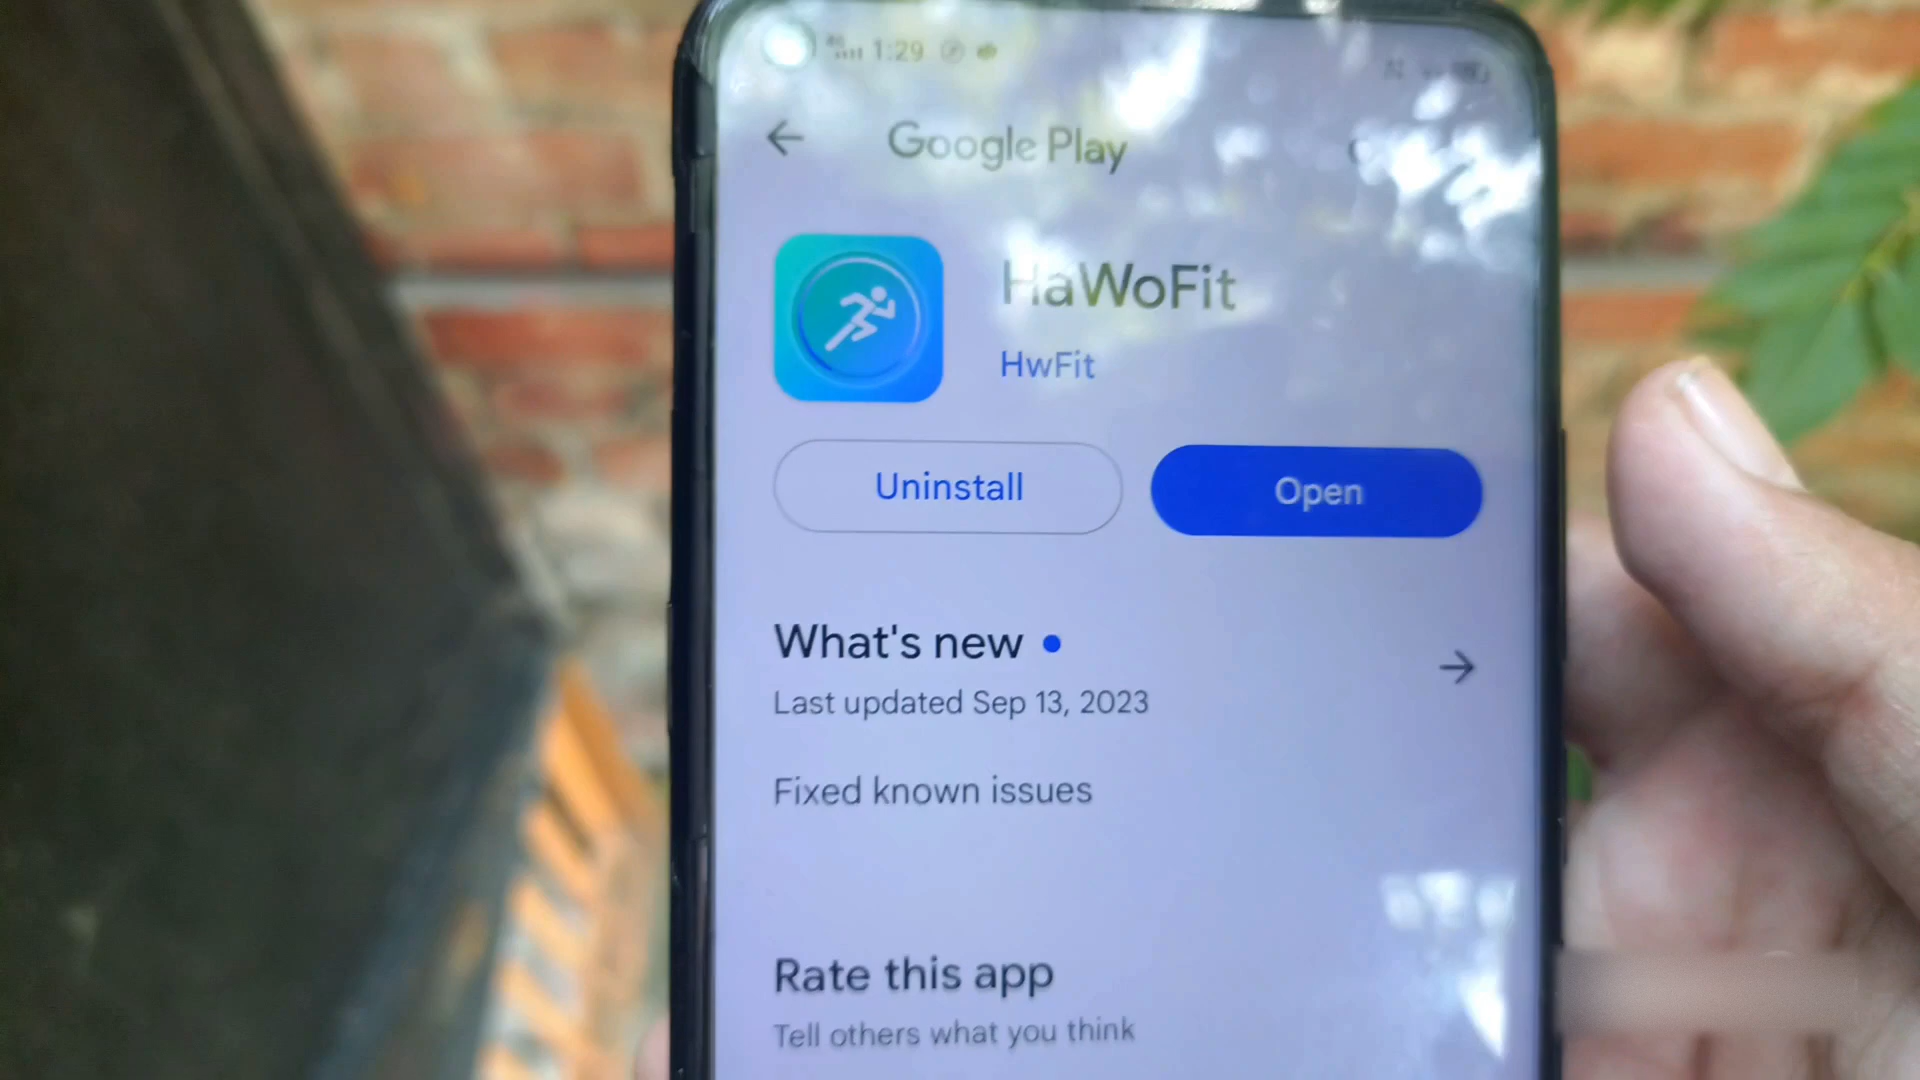 1:29
Google Play
HaWoFit
HwFit
Uninstall
Open
What's new
Last updated Sep 13, 2023
Fixed known issues
Rate this app
Tell others what you think